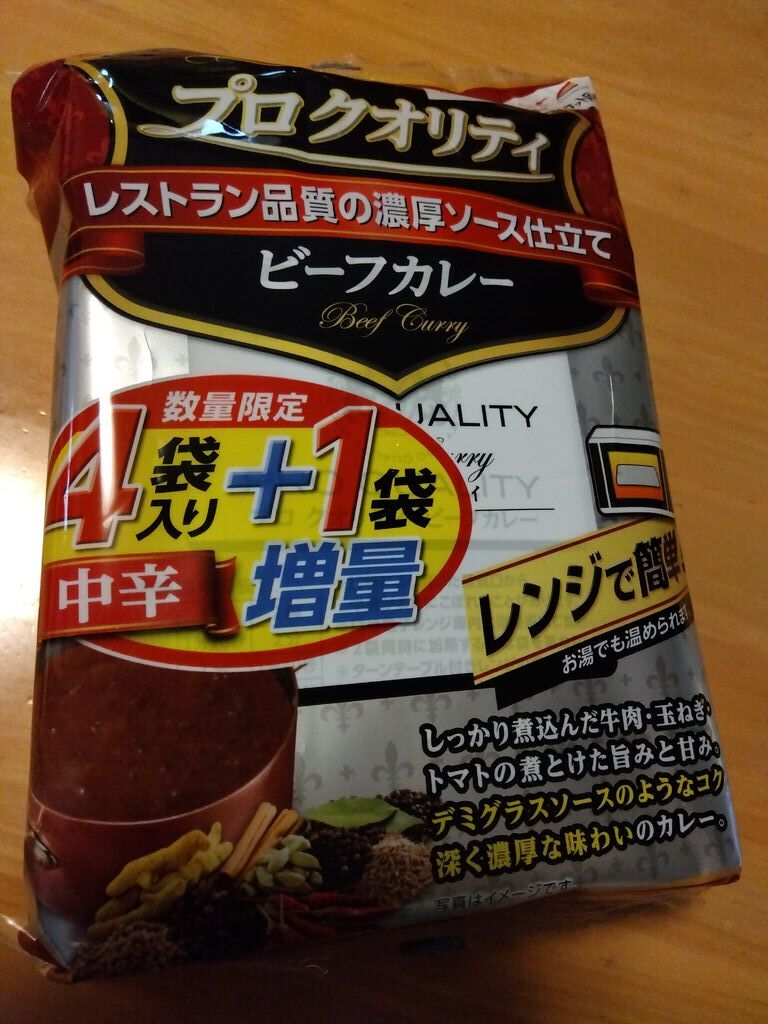 プロ クオリティ
レストラン品質の濃厚ソース仕立て
ビーフカレー
Beef Curry
数量限定
4袋入り+1袋
増量
中辛
UALITY
rry
レンジで簡単
お湯でも温められます
しっかり煮込んだ牛肉・玉ねぎ・
トマトの煮とけた旨みと甘み。
デミグラスソースのようなコク
深く濃厚な味わいのカレー。
写真はイメージです